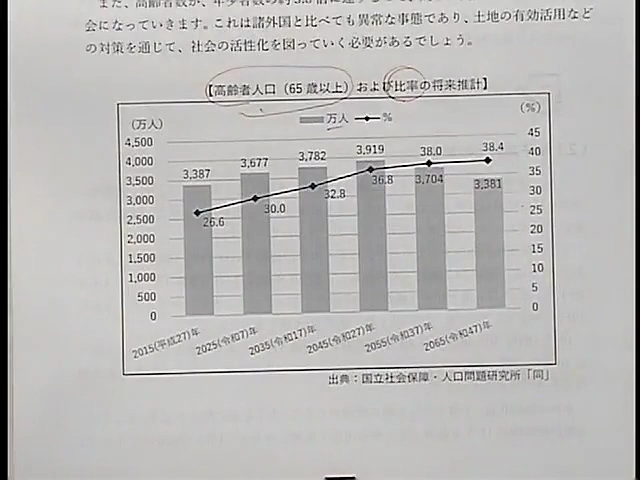 会になっていきます。これは諸外国と比べても異常な事態であり、土地の有効活用など
の対策を通じて、社会の活性化を図っていく必要があるでしょう。
【高齢者人口（65 歳以上）および比率の将来推計】
(万人) 万人 % (%)
4,500 45
4,000 40
3,500 35
3,000 30
2,500 25
2,000 20
1,500 15
1,000 10
500 5
0 0
3,387 3,677 3,782 3,919 3,704 3,381
26.6 30.0 32.8 36.8 38.0 38.4
2015(平成27)年 2025(令和7)年 2035(令和17)年 2045(令和27)年 2055(令和37)年 2065(令和47)年
出典：国立社会保障・人口問題研究所「同」